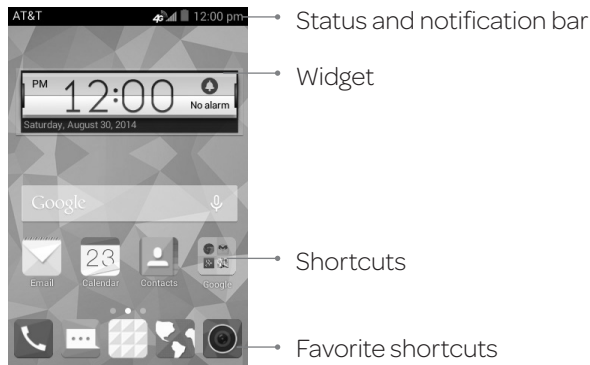 AT&T 4G 12:00 pm
Status and notification bar
Widget
PM 12:00 No alarm
Saturday, August 30, 2014
Google
23
Email Calendar Contacts Google
Shortcuts
Favorite shortcuts